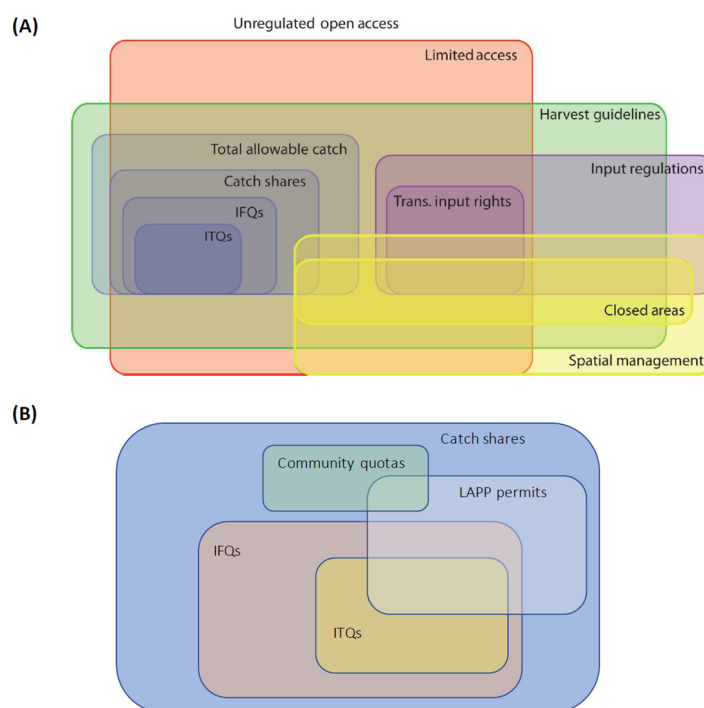 (A)
Unregulated open access
Limited access
Harvest guidelines
Total allowable catch
Input regulations
Catch shares
Trans. input rights
IFQs
ITQs
Closed areas
Spatial management
(B)
Catch shares
Community quotas
LAPP permits
IFQs
ITQs